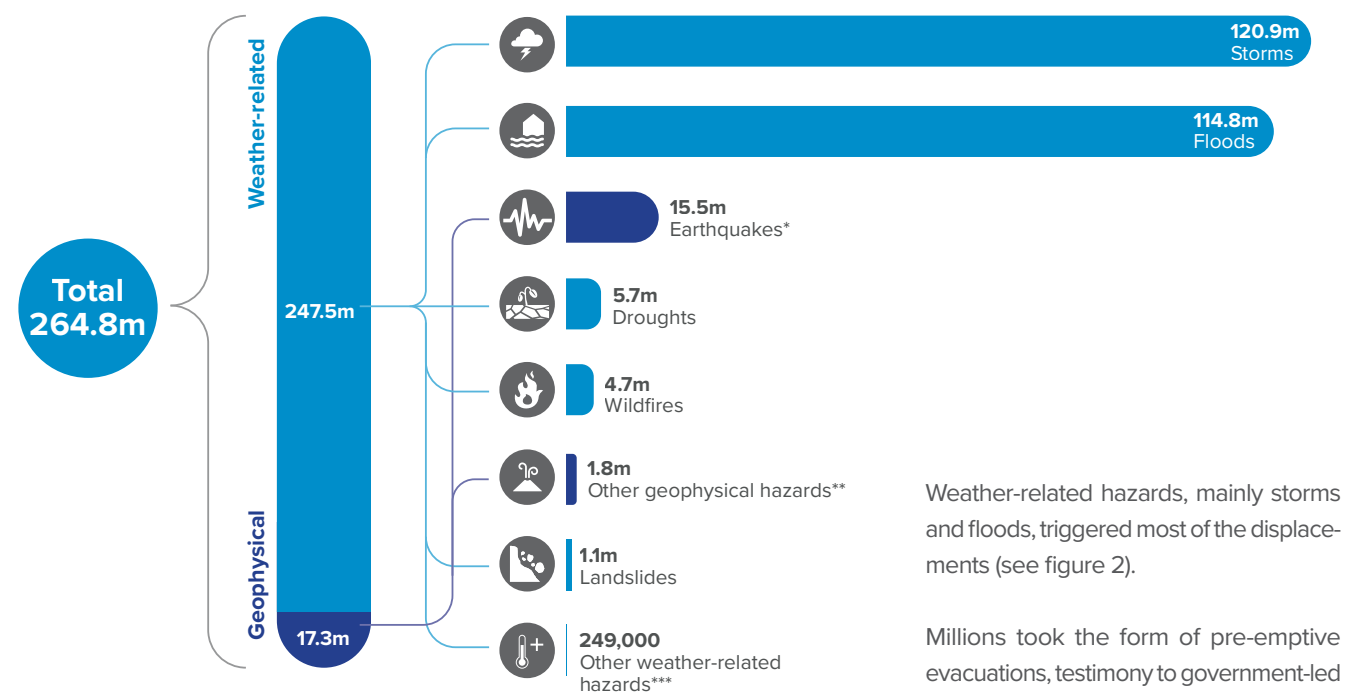 Total
264.8m
Weather-related
247.5m
Geophysical
17.3m
120.9m
Storms
114.8m
Floods
15.5m
Earthquakes*
5.7m
Droughts
4.7m
Wildfires
1.8m
Other geophysical hazards**
1.1m
Landslides
249,000
Other weather-related
hazards***
Weather-related hazards, mainly storms
and floods, triggered most of the displace-
ments (see figure 2).
Millions took the form of pre-emptive
evacuations, testimony to government-led